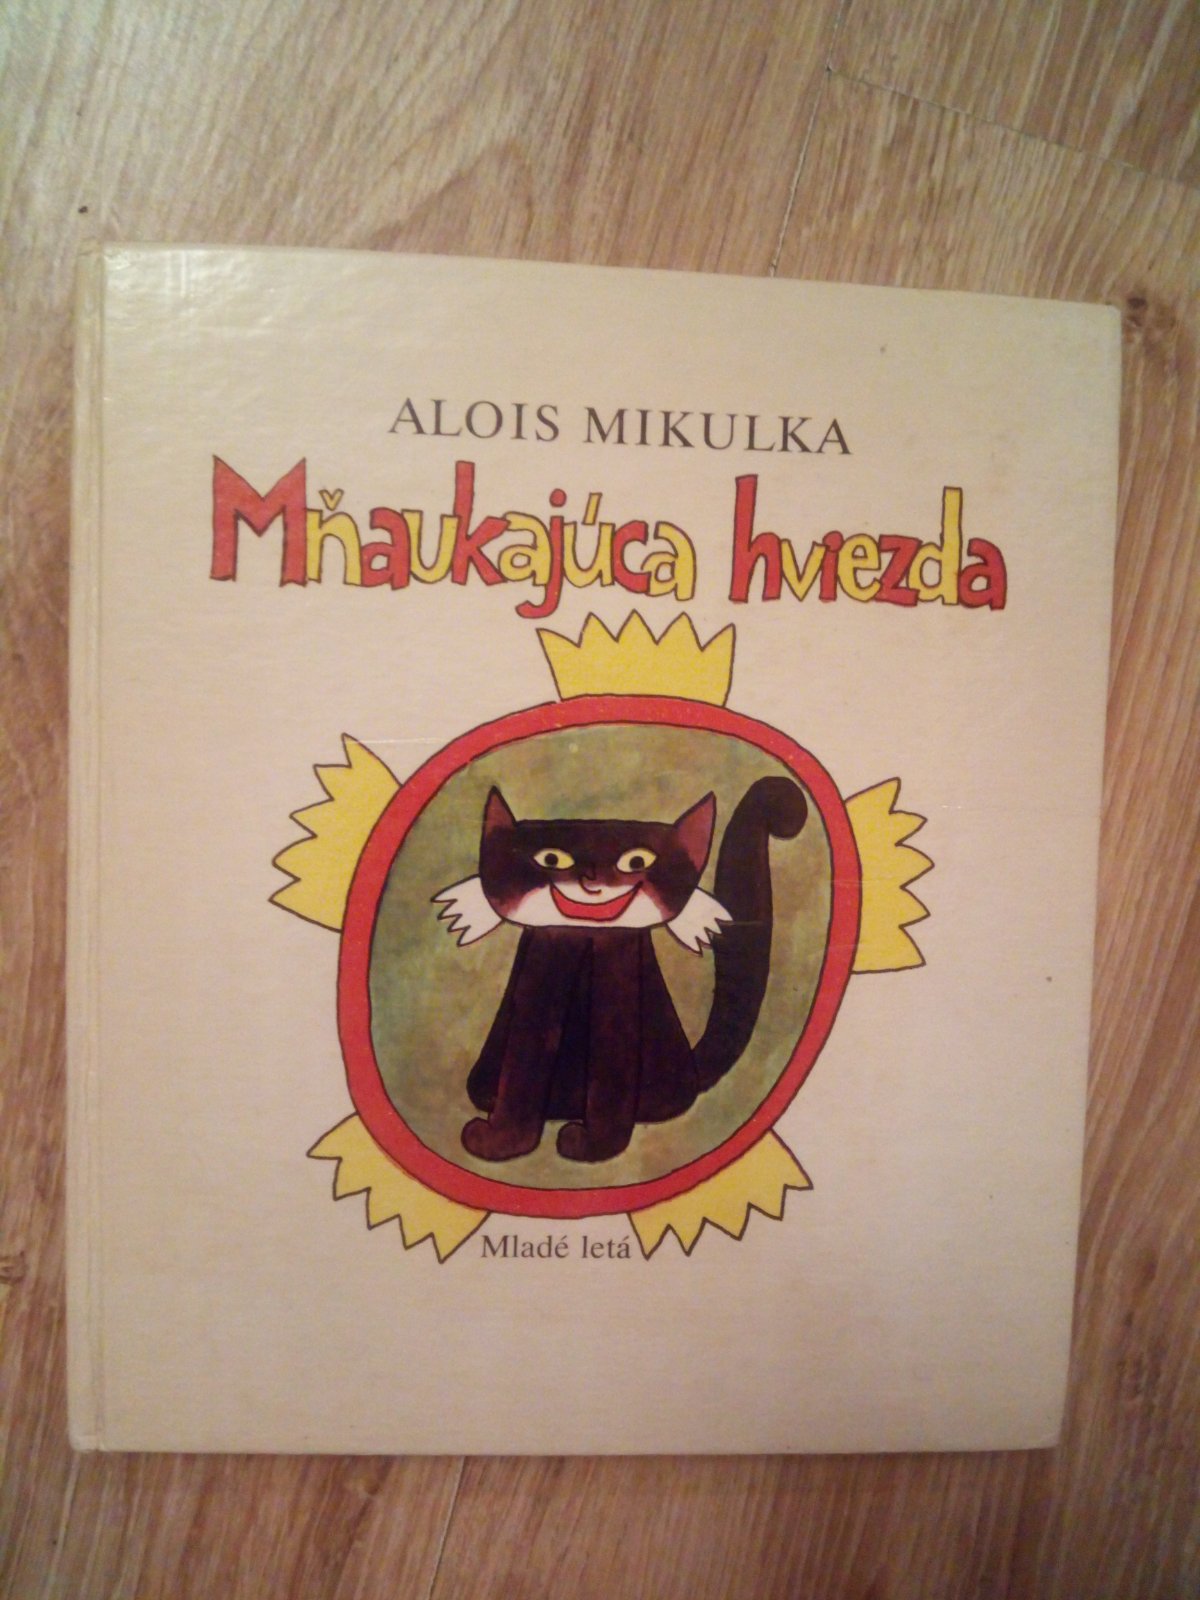 ALOIS MIKULKA
Mňaukajúca hviezda
Mladé letá